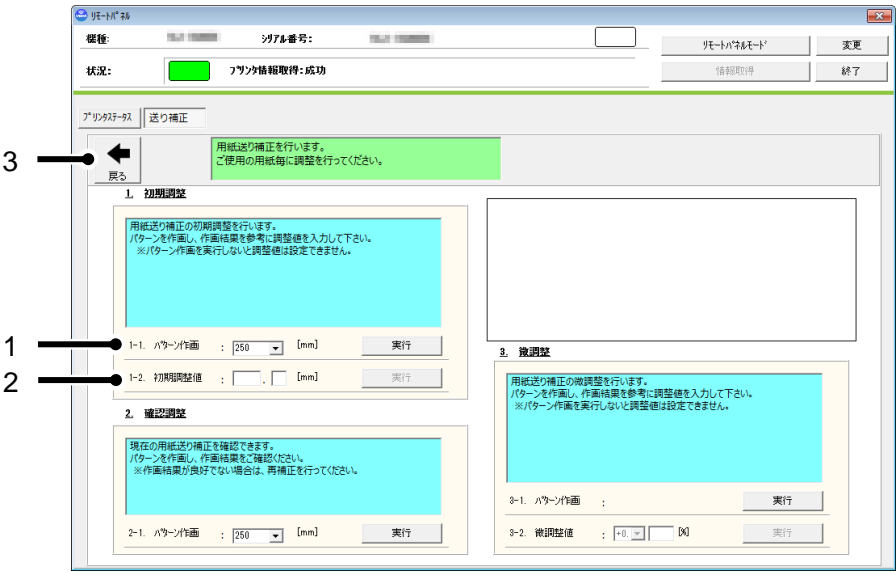 リモートパネル
機種:
シリアル番号:
リモートパネルモード
変更
状況:
プリンタ情報取得:成功
情報取得
終了
プリンタステータス
送り補正
3
戻る
用紙送り補正を行います。
ご使用の用紙毎に調整を行ってください。
1. 初期調整
用紙送り補正の初期調整を行います。
パターンを作画し、作画結果を参考に調整値を入力して下さい。
※パターン作画を実行しないと調整値は設定できません。
1
1-1. パターン作画 : 250 [mm] 実行
2
1-2. 初期調整値 : . [mm] 実行
2. 確認調整
現在の用紙送り補正を確認できます。
パターンを作画し、作画結果をご確認ください。
※作画結果が良好でない場合は、再補正を行ってください。
2-1. パターン作画 : 250 [mm] 実行
3. 微調整
用紙送り補正の微調整を行います。
パターンを作画し、作画結果を参考に調整値を入力して下さい。
※パターン作画を実行しないと調整値は設定できません。
3-1. パターン作画 : 実行
3-2. 微調整値 : +0. [%] 実行